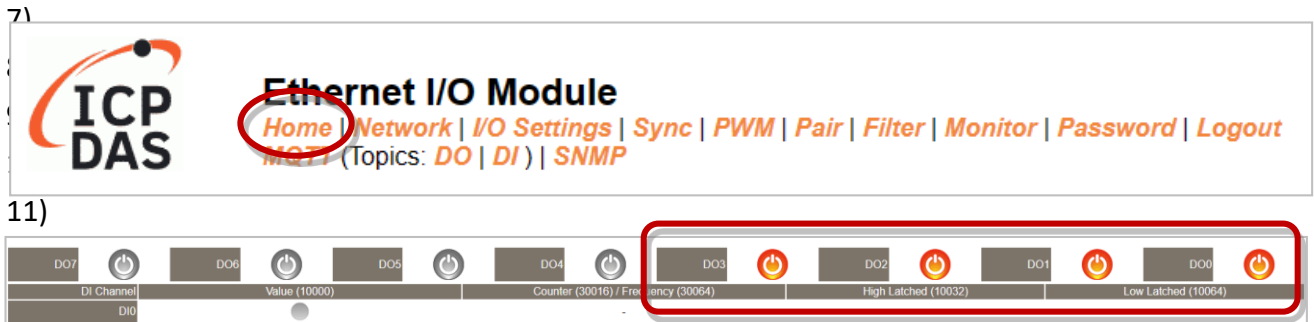 7)
ICP
DAS
Ethernet I/O Module
Home | Network | I/O Settings | Sync | PWM | Pair | Filter | Monitor | Password | Logout
MQTT (Topics: DO | DI ) | SNMP
11)
DO7 DO6 DO5 DO4 DO3 DO2 DO1 DO0
DI Channel Value (10000) Counter (30016) / Frequency (30064) High Latched (10032) Low Latched (10064)
DI0 -